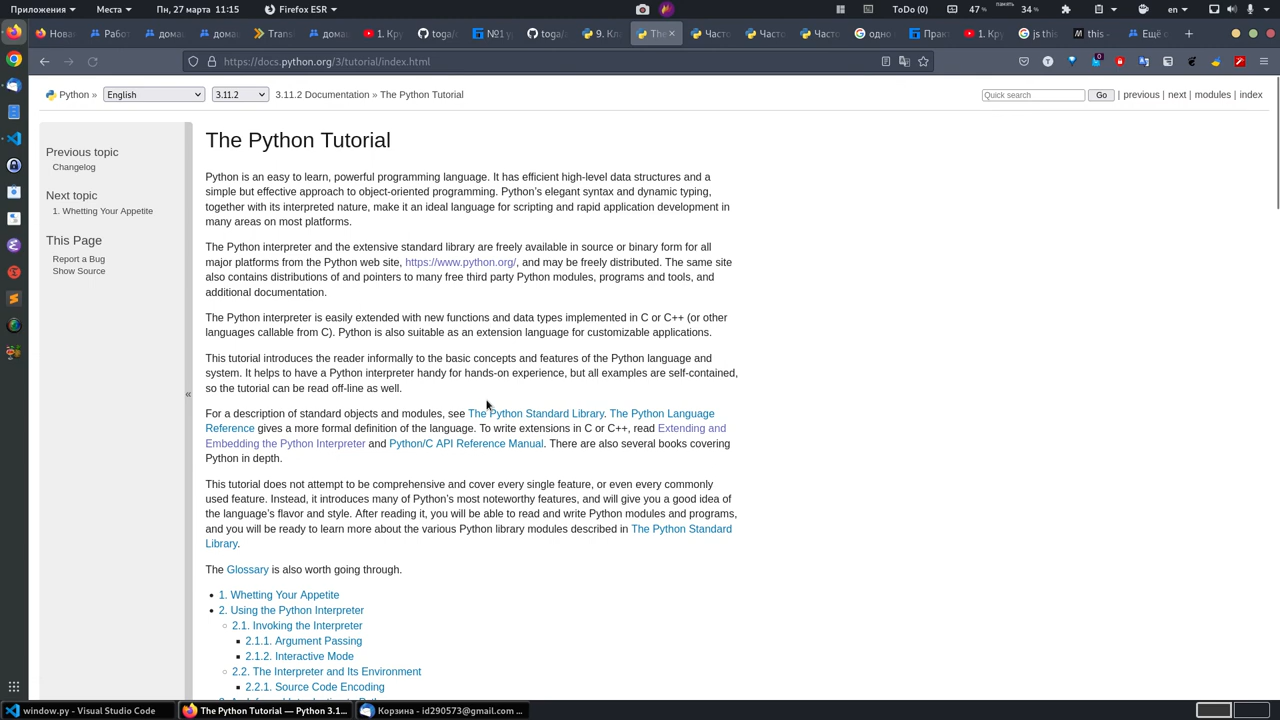 Приложения
Места
Пн, 27 марта 11:15
Firefox ESR
ToDo (0)
47 %
память
34 %
en
Нова
Рабо
дома
дома
Trans
дома
1. Кру
toga/c
№1 у
toga/
9. Кл
The
Часто
Часто
Часто
одно
Практ
1. Кру
js this
this -
Ещё с
https://docs.python.org/3/tutorial/index.html
Python »
English
3.11.2
3.11.2 Documentation » The Python Tutorial
Quick search
Go
| previous | next | modules | index
Previous topic
Changelog
Next topic
1. Whetting Your Appetite
This Page
Report a Bug
Show Source
«
The Python Tutorial
Python is an easy to learn, powerful programming language. It has efficient high-level data structures and a
simple but effective approach to object-oriented programming. Python's elegant syntax and dynamic typing,
together with its interpreted nature, make it an ideal language for scripting and rapid application development in
many areas on most platforms.
The Python interpreter and the extensive standard library are freely available in source or binary form for all
major platforms from the Python web site, https://www.python.org/, and may be freely distributed. The same site
also contains distributions of and pointers to many free third party Python modules, programs and tools, and
additional documentation.
The Python interpreter is easily extended with new functions and data types implemented in C or C++ (or other
languages callable from C). Python is also suitable as an extension language for customizable applications.
This tutorial introduces the reader informally to the basic concepts and features of the Python language and
system. It helps to have a Python interpreter handy for hands-on experience, but all examples are self-contained,
so the tutorial can be read off-line as well.
For a description of standard objects and modules, see The Python Standard Library. The Python Language
Reference gives a more formal definition of the language. To write extensions in C or C++, read Extending and
Embedding the Python Interpreter and Python/C API Reference Manual. There are also several books covering
Python in depth.
This tutorial does not attempt to be comprehensive and cover every single feature, or even every commonly
used feature. Instead, it introduces many of Python's most noteworthy features, and will give you a good idea of
the language's flavor and style. After reading it, you will be able to read and write Python modules and programs,
and you will be ready to learn more about the various Python library modules described in The Python Standard
Library.
The Glossary is also worth going through.
1. Whetting Your Appetite
2. Using the Python Interpreter
2.1. Invoking the Interpreter
2.1.1. Argument Passing
2.1.2. Interactive Mode
2.2. The Interpreter and Its Environment
2.2.1. Source Code Encoding
window.py - Visual Studio Code
The Python Tutorial — Python 3.1...
Корзина - id290573@gmail.com ...